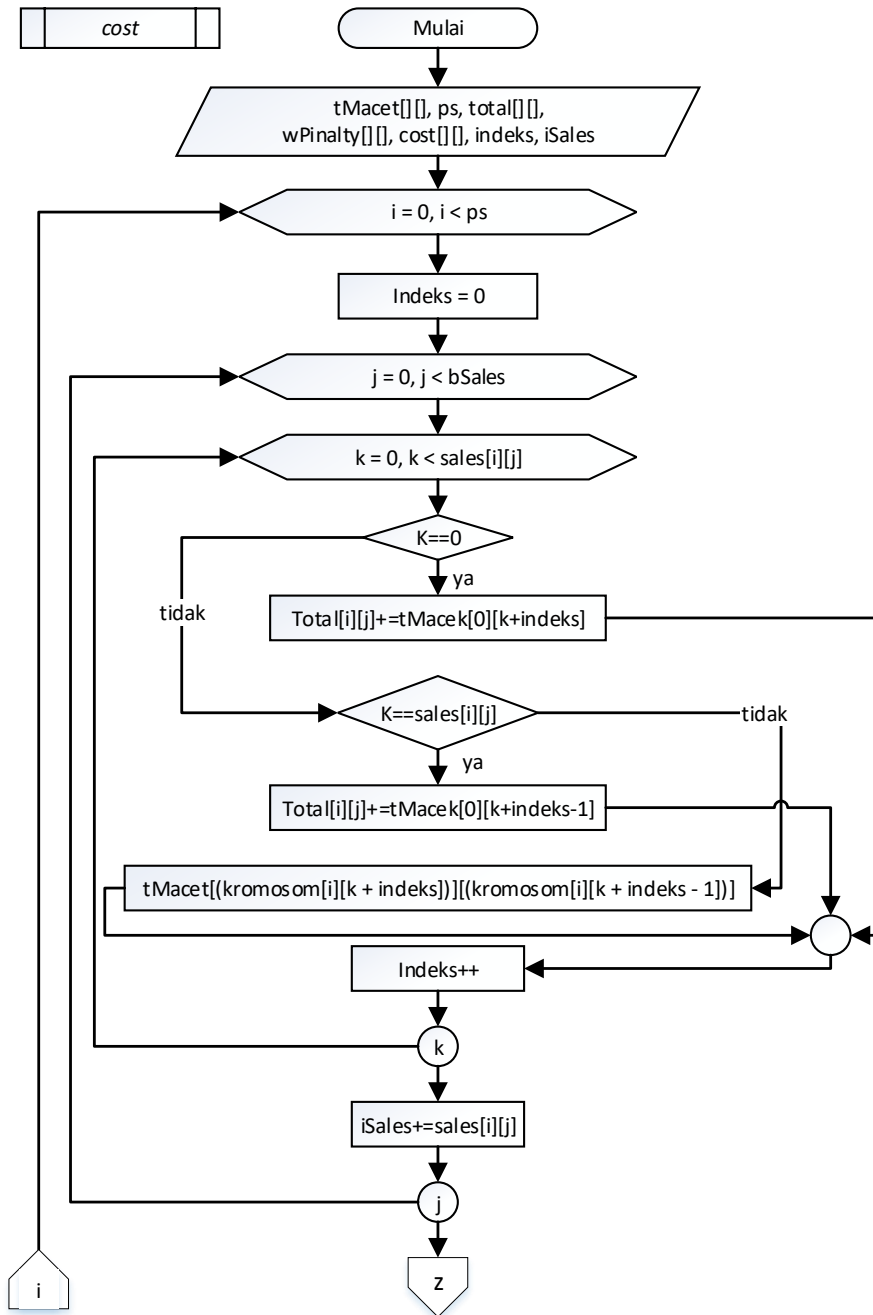 cost
Mulai
tMacet[][], ps, total[][],
wPinalty[][], cost[][], indeks, iSales
i = 0, i < ps
Indeks = 0
j = 0, j < bSales
k = 0, k < sales[i][j]
K==0
ya
tidak
Total[i][j]+=tMacek[0][k+indeks]
K==sales[i][j]
tidak
ya
Total[i][j]+=tMacek[0][k+indeks-1]
tMacet[(kromosom[i][k + indeks])][(kromosom[i][k + indeks - 1])]
Indeks++
k
iSales+=sales[i][j]
j
i
z